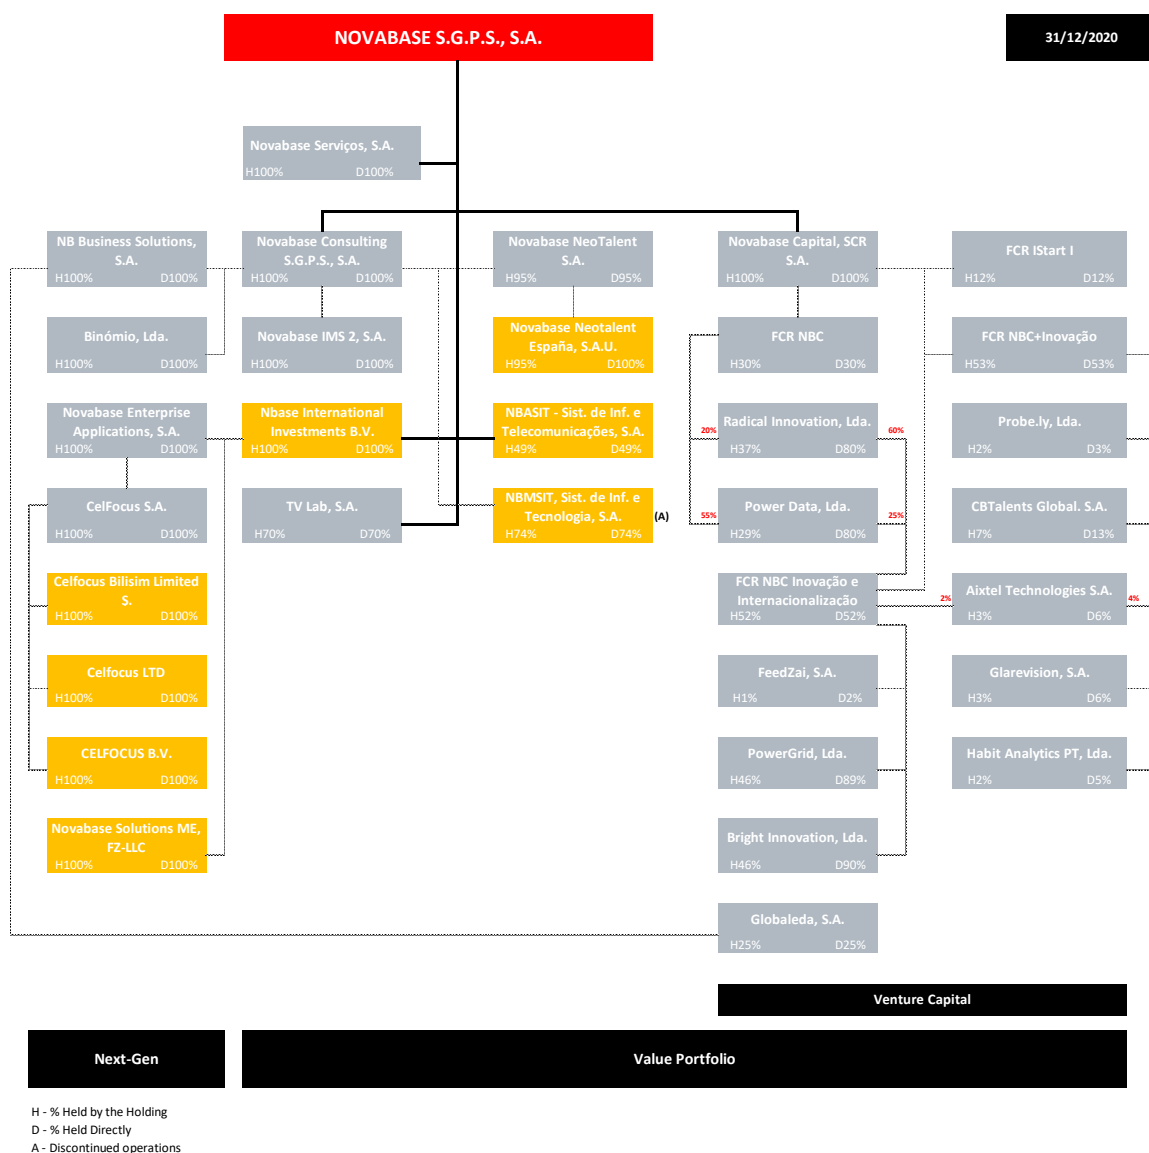 NOVABASE S.G.P.S., S.A.
31/12/2020
Novabase Serviços, S.A.
H100% D100%
NB Business Solutions,
S.A.
H100% D100%
Novabase Consulting
S.G.P.S., S.A.
H100% D100%
Novabase NeoTalent
S.A.
H95% D95%
Novabase Capital, SCR
S.A.
H100% D100%
FCR IStart I
H12% D12%
Binómio, Lda.
H100% D100%
Novabase IMS 2, S.A.
H100% D100%
Novabase Neotalent
España, S.A.U.
H95% D100%
FCR NBC
H30% D30%
FCR NBC+Inovação
H53% D53%
Novabase Enterprise
Applications, S.A.
H100% D100%
Nbase International
Investments B.V.
H100% D100%
NBASIT - Sist. de Inf. e
Telecomunicações, S.A.
H49% D49%
20%
Radical Innovation, Lda.
H37% D80%
60%
Probe.ly, Lda.
H2% D3%
CelFocus S.A.
H100% D100%
TV Lab, S.A.
H70% D70%
NBMSIT, Sist. de Inf. e
Tecnologia, S.A.
H74% D74%
(A)
55%
Power Data, Lda.
H29% D80%
25%
CBTalents Global. S.A.
H7% D13%
Celfocus Bilisim Limited
S.
H100% D100%
FCR NBC Inovação e
Internacionalização
H52% D52%
2%
Aixtel Technologies S.A.
H3% D6%
4%
Celfocus LTD
H100% D100%
FeedZai, S.A.
H1% D2%
Glarevision, S.A.
H3% D6%
CELFOCUS B.V.
H100% D100%
PowerGrid, Lda.
H46% D89%
Habit Analytics PT, Lda.
H2% D5%
Novabase Solutions ME,
FZ-LLC
H100% D100%
Bright Innovation, Lda.
H46% D90%
Globaleda, S.A.
H25% D25%
Venture Capital
Next-Gen
Value Portfolio
H - % Held by the Holding
D - % Held Directly
A - Discontinued operations